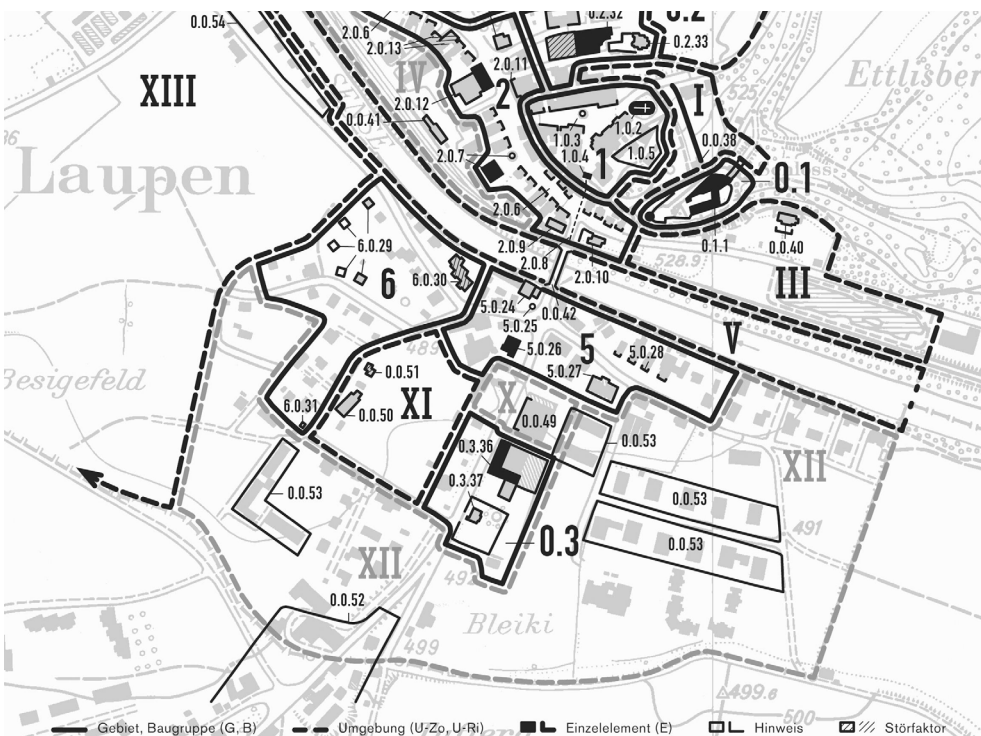 0.0.54
2.0.6
2.0.13
0.2.32
0.2
0.2.33
XIII
IV
2.0.11
Ettlisber
525
2.0.12
2
I
0.0.41
1.0.3
1.0.2
0.0.38
Laupen
2.0.7
1.0.4
1
1.0.5
0.1
2.0.6
0.1.1
0.0.40
6.0.29
2.0.9
2.0.8
2.0.10
528.9
6
6.0.30
III
5.0.24
0.0.42
5.0.25
V
489
5.0.26
5
5.0.28
Besigefeld
0.0.51
5.0.27
XI
X
6.0.31
0.0.50
0.0.49
0.3.36
0.0.53
XII
0.0.53
0.3.37
0.0.53
491
0.3
0.0.53
XII
0.0.52
Bleiki
499
499.6
500
Gebiet, Baugruppe (G, B)
Umgebung (U-Zo, U-Ri)
Einzelelement (E)
Hinweis
Störfaktor